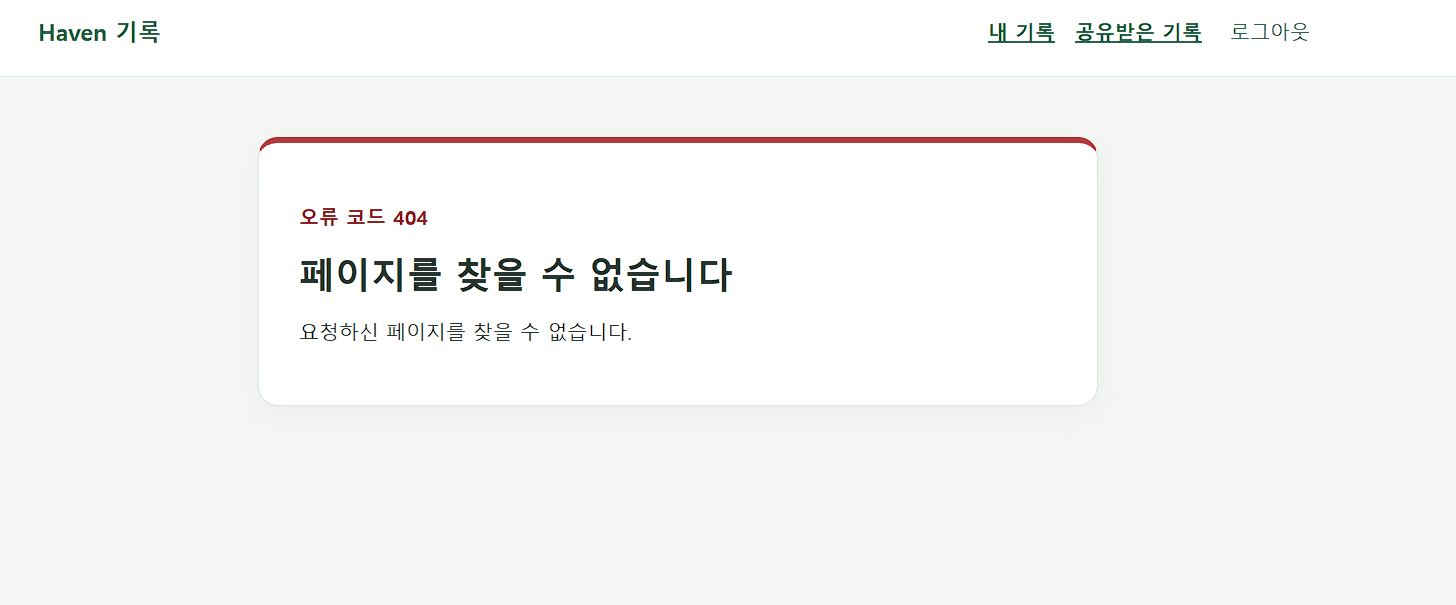 Haven 기록
내 기록 공유받은 기록 로그아웃
오류 코드 404
페이지를 찾을 수 없습니다
요청하신 페이지를 찾을 수 없습니다.